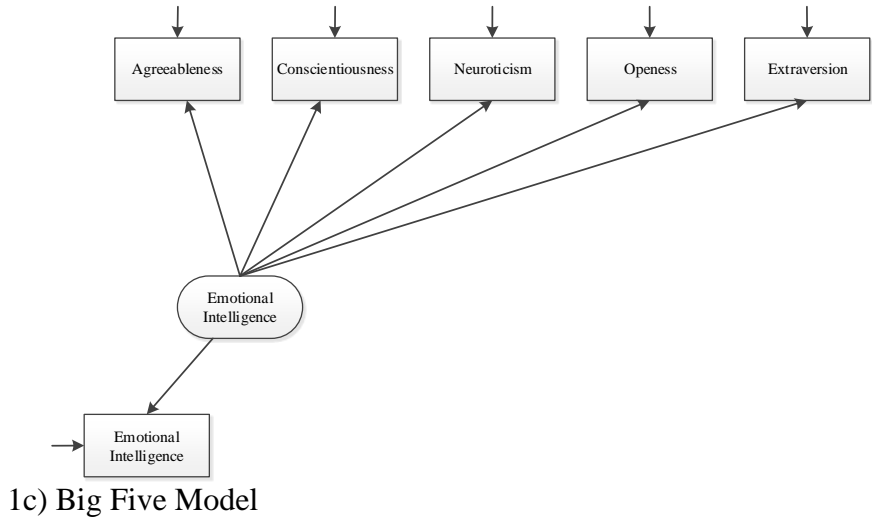 Agreeableness
Conscientiousness
Neuroticism
Openess
Extraversion
Emotional
Intelligence
Emotional
Intelligence
1c) Big Five Model